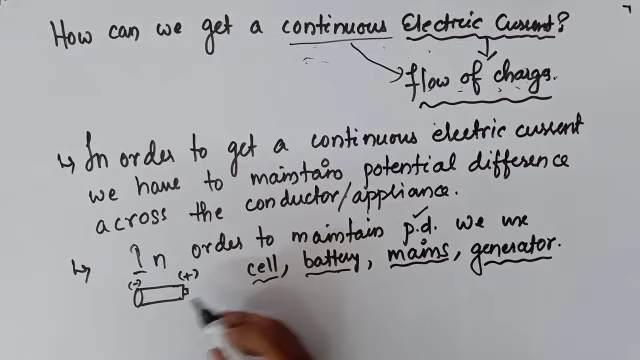 How can we get a continuous Electric Current?
flow of charge.
↳ In order to get a continuous electric current
we have to maintain potential difference
across the conductor/appliance.
↳ In order to maintain p.d. we use
cell, battery, mains, generator.
(-) (+)